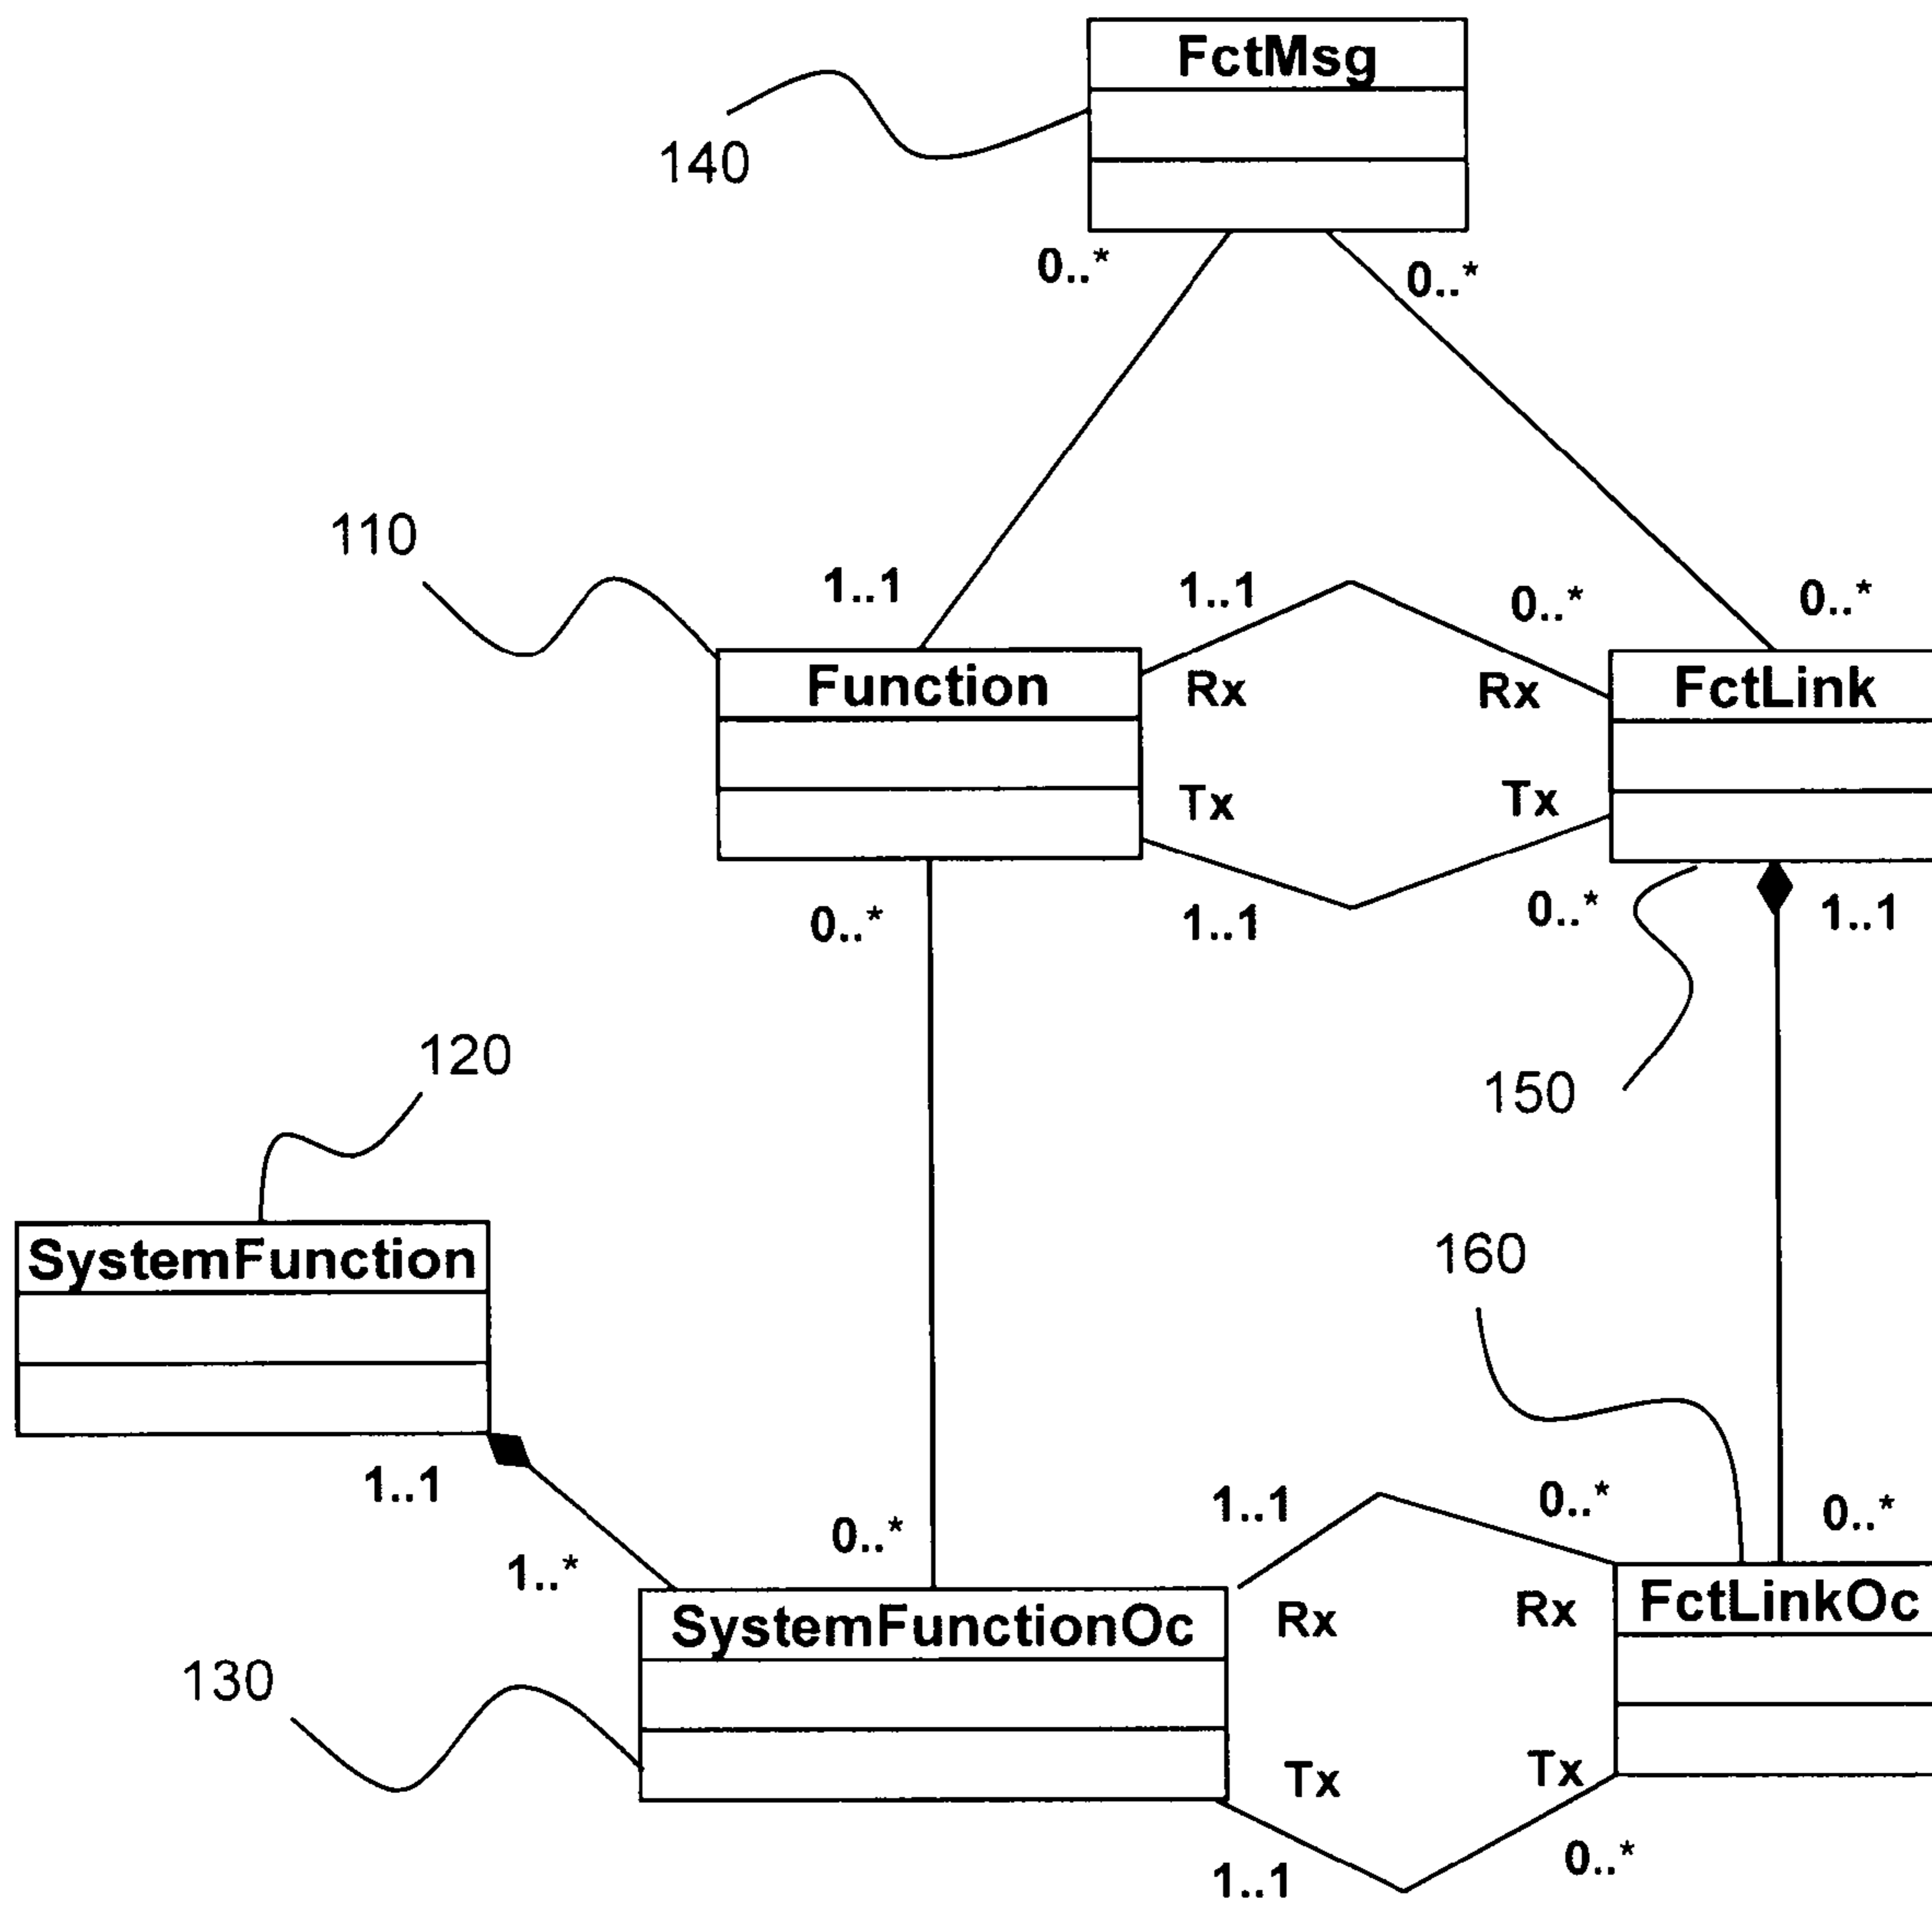 FctMsg
140
0..*
0..*
110
1..1
1..1
0..*
0..*
Function
Rx
Rx
FctLink
Tx
Tx
0..*
1..1
0..*
1..1
120
150
SystemFunction
160
1..1
1..*
0..*
1..1
0..*
0..*
SystemFunctionOc
Rx
Rx
FctLinkOc
130
Tx
Tx
1..1
0..*